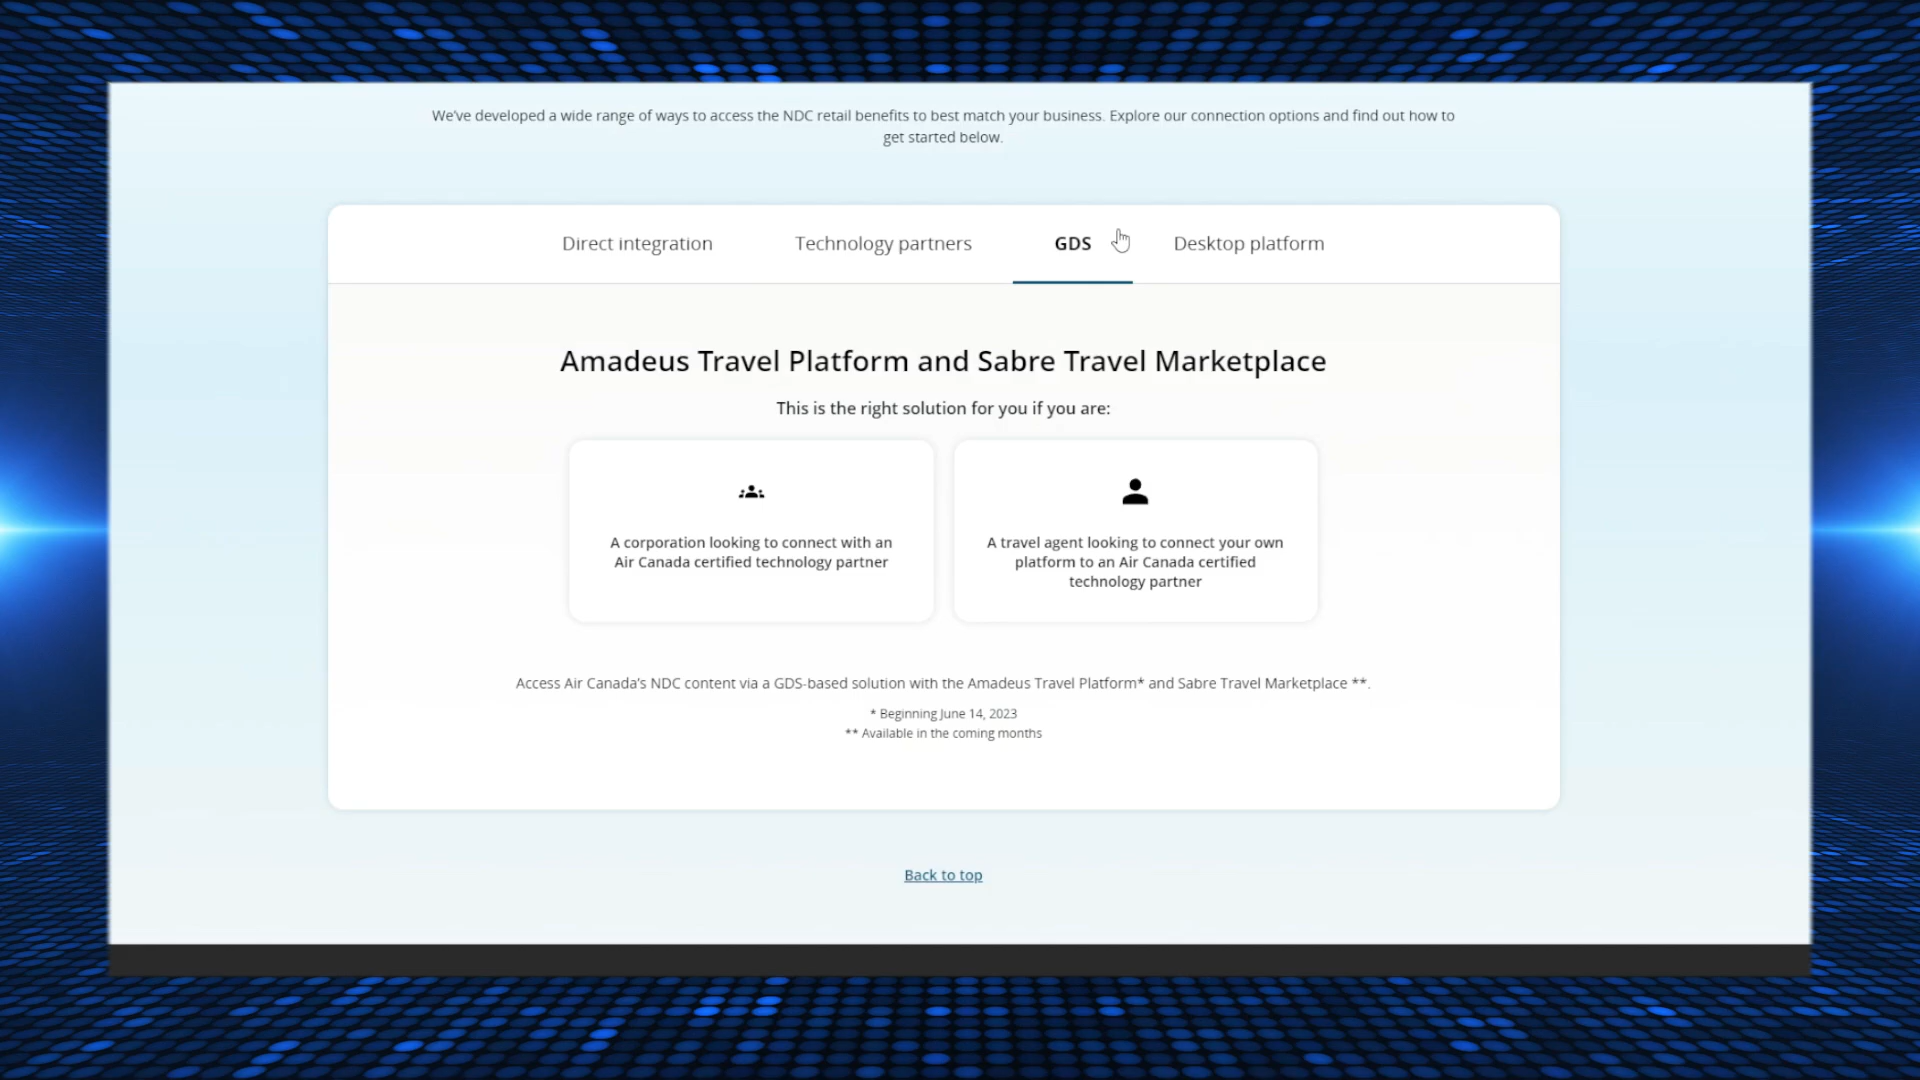 We've developed a wide range of ways to access the NDC retail benefits to best match your business. Explore our connection options and find out how to
get started below.
Direct integration
Technology partners
GDS
Desktop platform
Amadeus Travel Platform and Sabre Travel Marketplace
This is the right solution for you if you are:
A corporation looking to connect with an
Air Canada certified technology partner
A travel agent looking to connect your own
platform to an Air Canada certified
technology partner
Access Air Canada's NDC content via a GDS-based solution with the Amadeus Travel Platform* and Sabre Travel Marketplace **.
* Beginning June 14, 2023
** Available in the coming months
Back to top